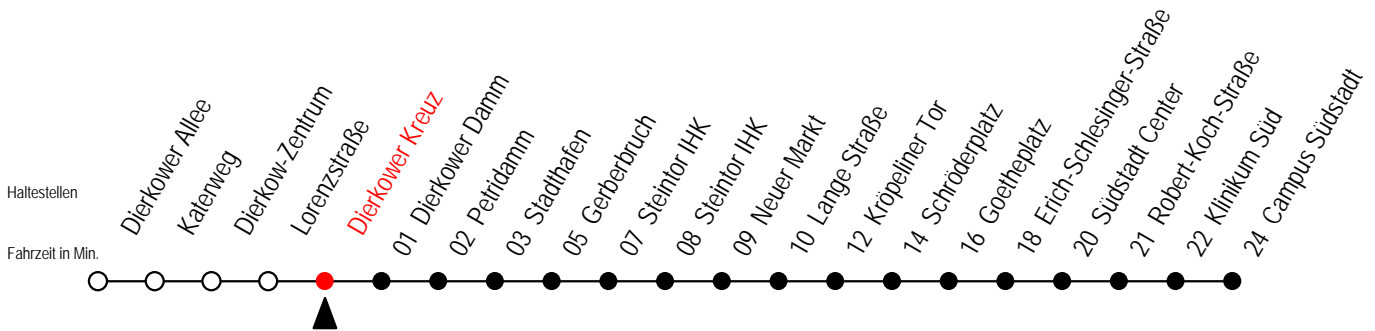 Haltestellen
Fahrzeit in Min.
Dierkower Allee
Katerweg
Dierkow-Zentrum
Lorenzstraße
Dierkower Kreuz
01 Dierkower Damm
02 Petridamm
03 Stadthafen
05 Gerberbruch
07 Steintor IHK
08 Steintor IHK
09 Neuer Markt
10 Lange Straße
12 Kröpeliner Tor
14 Schröderplatz
16 Goetheplatz
18 Erich-Schlesinger-Straße
20 Südstadt Center
21 Robert-Koch-Straße
22 Klinikum Süd
24 Campus Südstadt